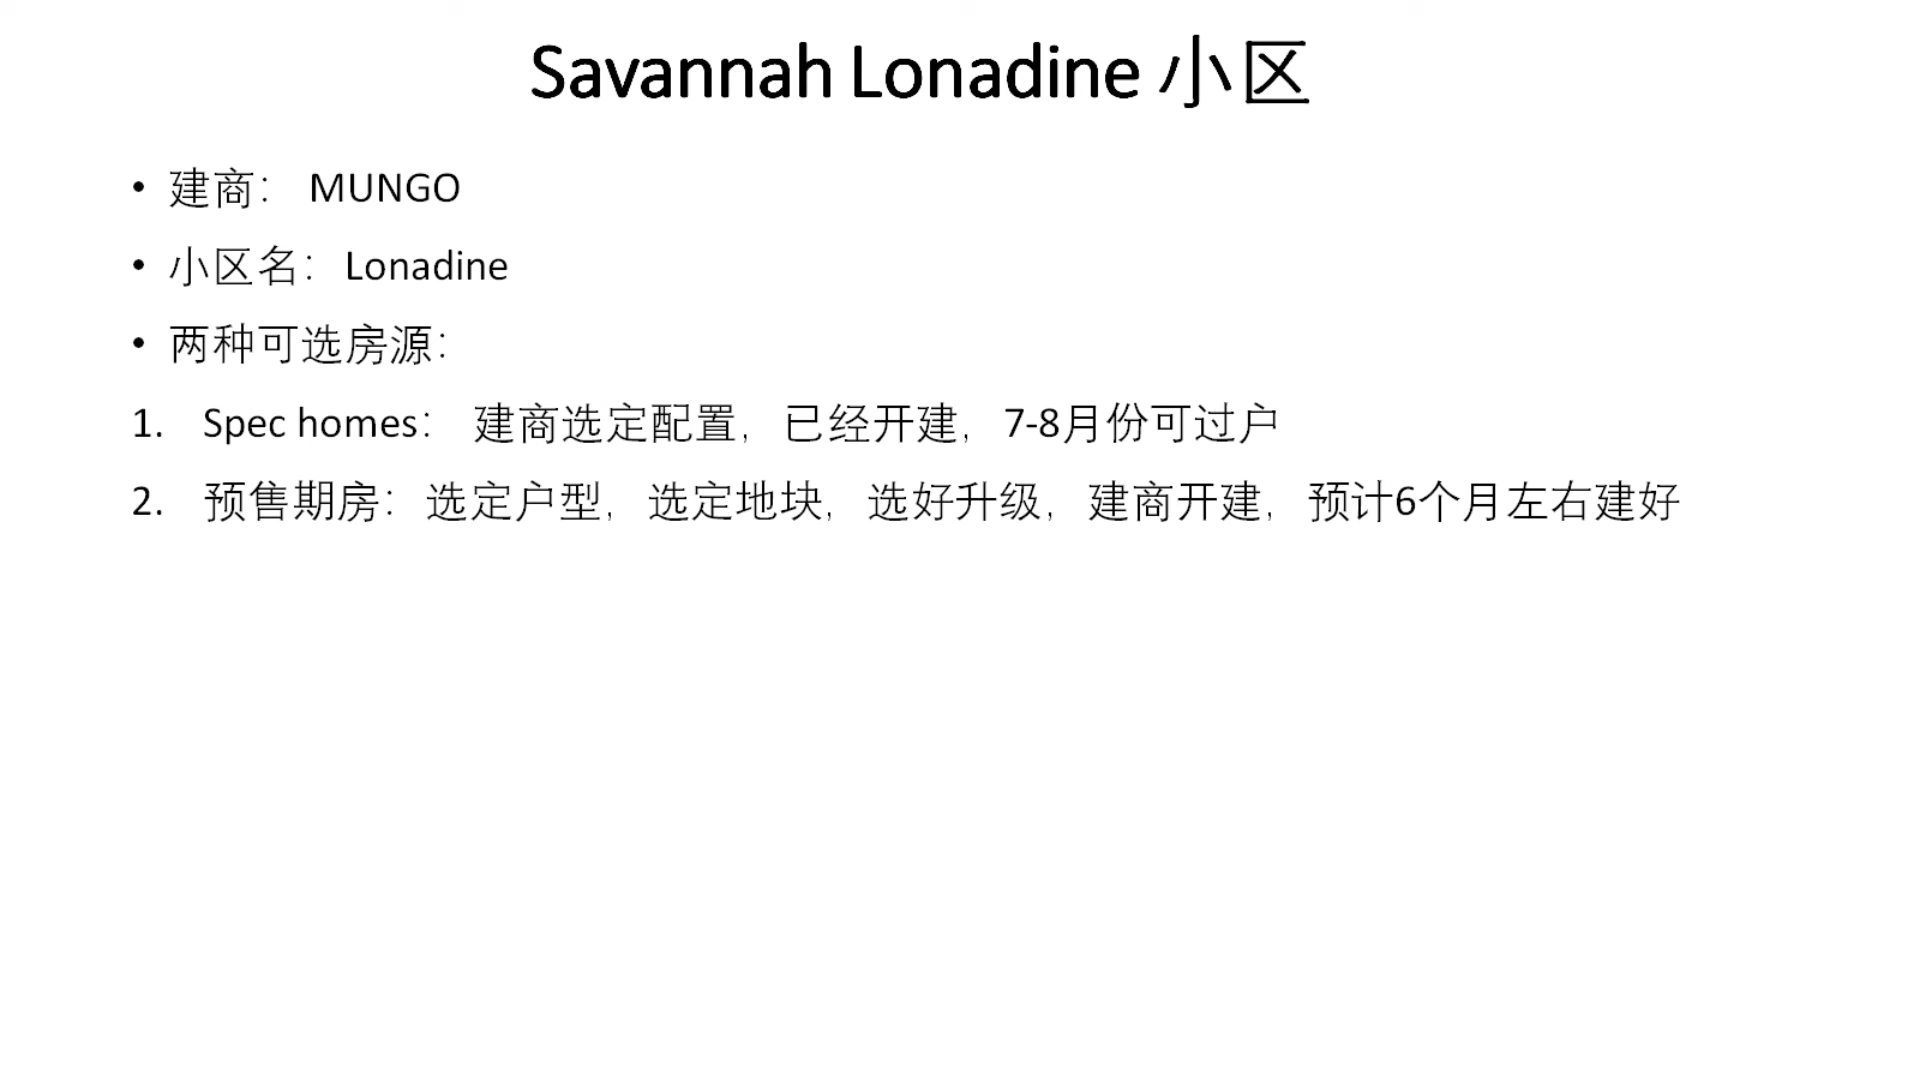 Savannah Lonadine 小区
• 建商： MUNGO
• 小区名：Lonadine
• 两种可选房源：
1. Spec homes： 建商选定配置，已经开建，7-8月份可过户
2. 预售期房：选定户型，选定地块，选好升级，建商开建，预计6个月左右建好